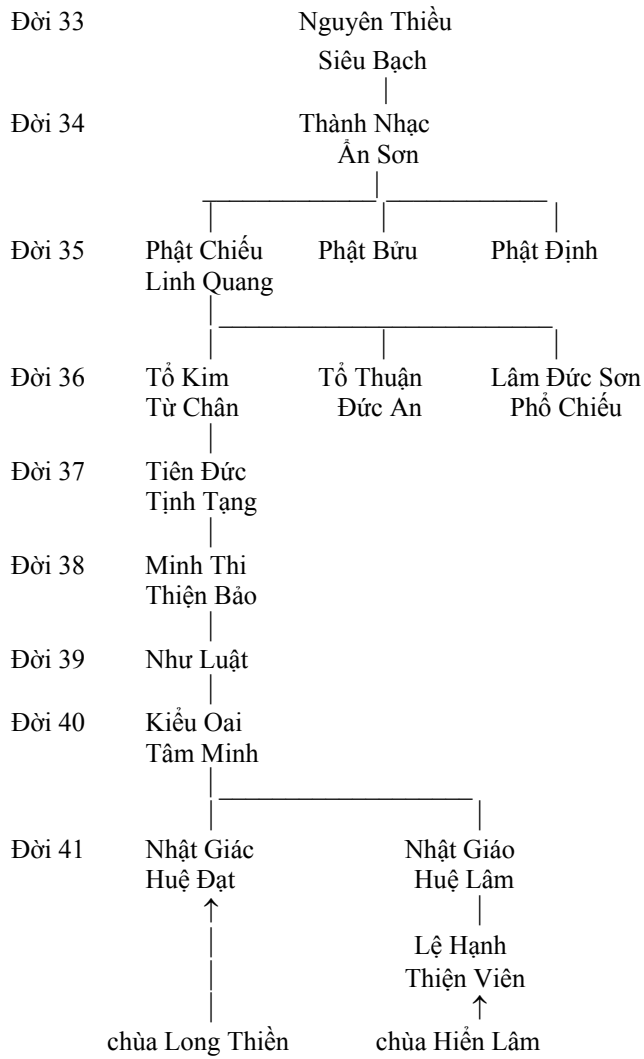 Đời 33 Nguyên Thiều
Siêu Bạch
Đời 34 Thành Nhạc
Ẩn Sơn
Đời 35 Phật Chiếu Phật Bửu Phật Định
Linh Quang
Đời 36 Tổ Kim Tổ Thuận Lâm Đức Sơn
Từ Chân Đức An Phổ Chiếu
Đời 37 Tiên Đức
Tịnh Tạng
Đời 38 Minh Thi
Thiện Bảo
Đời 39 Như Luật
Đời 40 Kiểu Oai
Tâm Minh
Đời 41 Nhật Giác Nhật Giáo
Huệ Đạt Huệ Lâm
Lệ Hạnh
Thiện Viên
chùa Long Thiền chùa Hiển Lâm